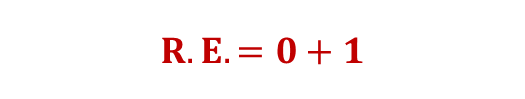 R. E. = 0 + 1